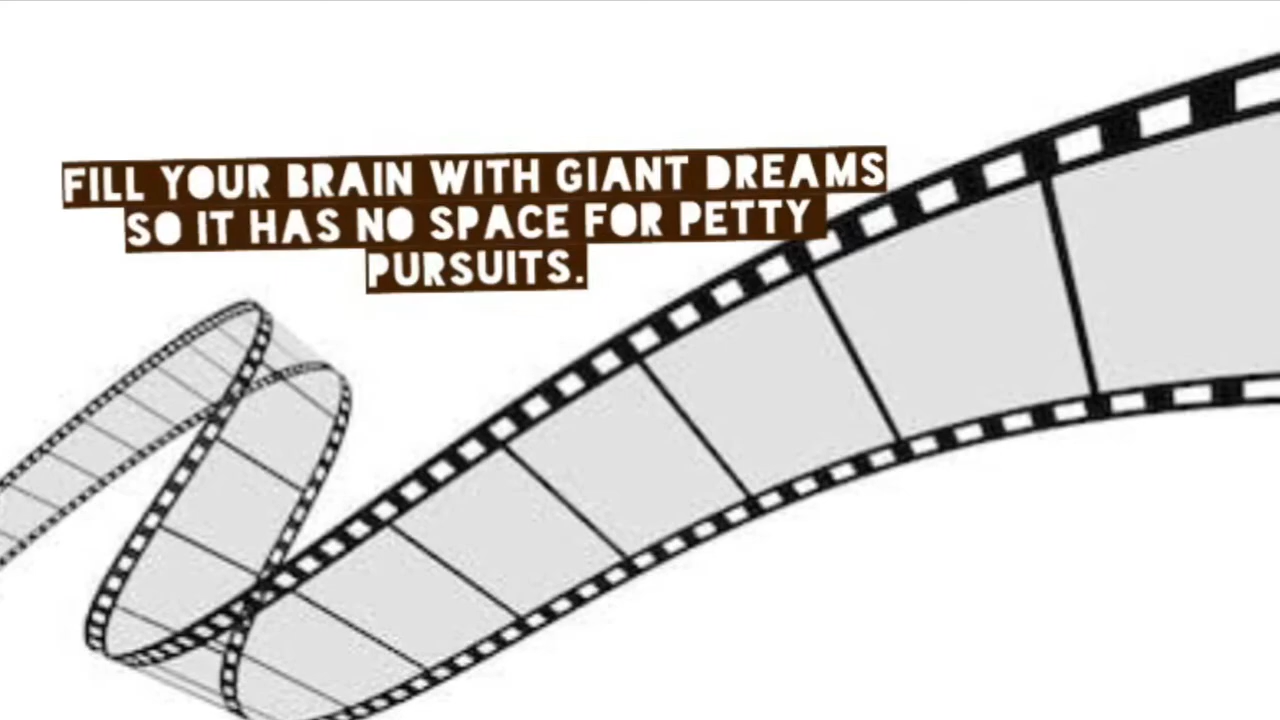 FILL YOUR BRAIN WITH GIANT DREAMS
SO IT HAS NO SPACE FOR PETTY
PURSUITS.